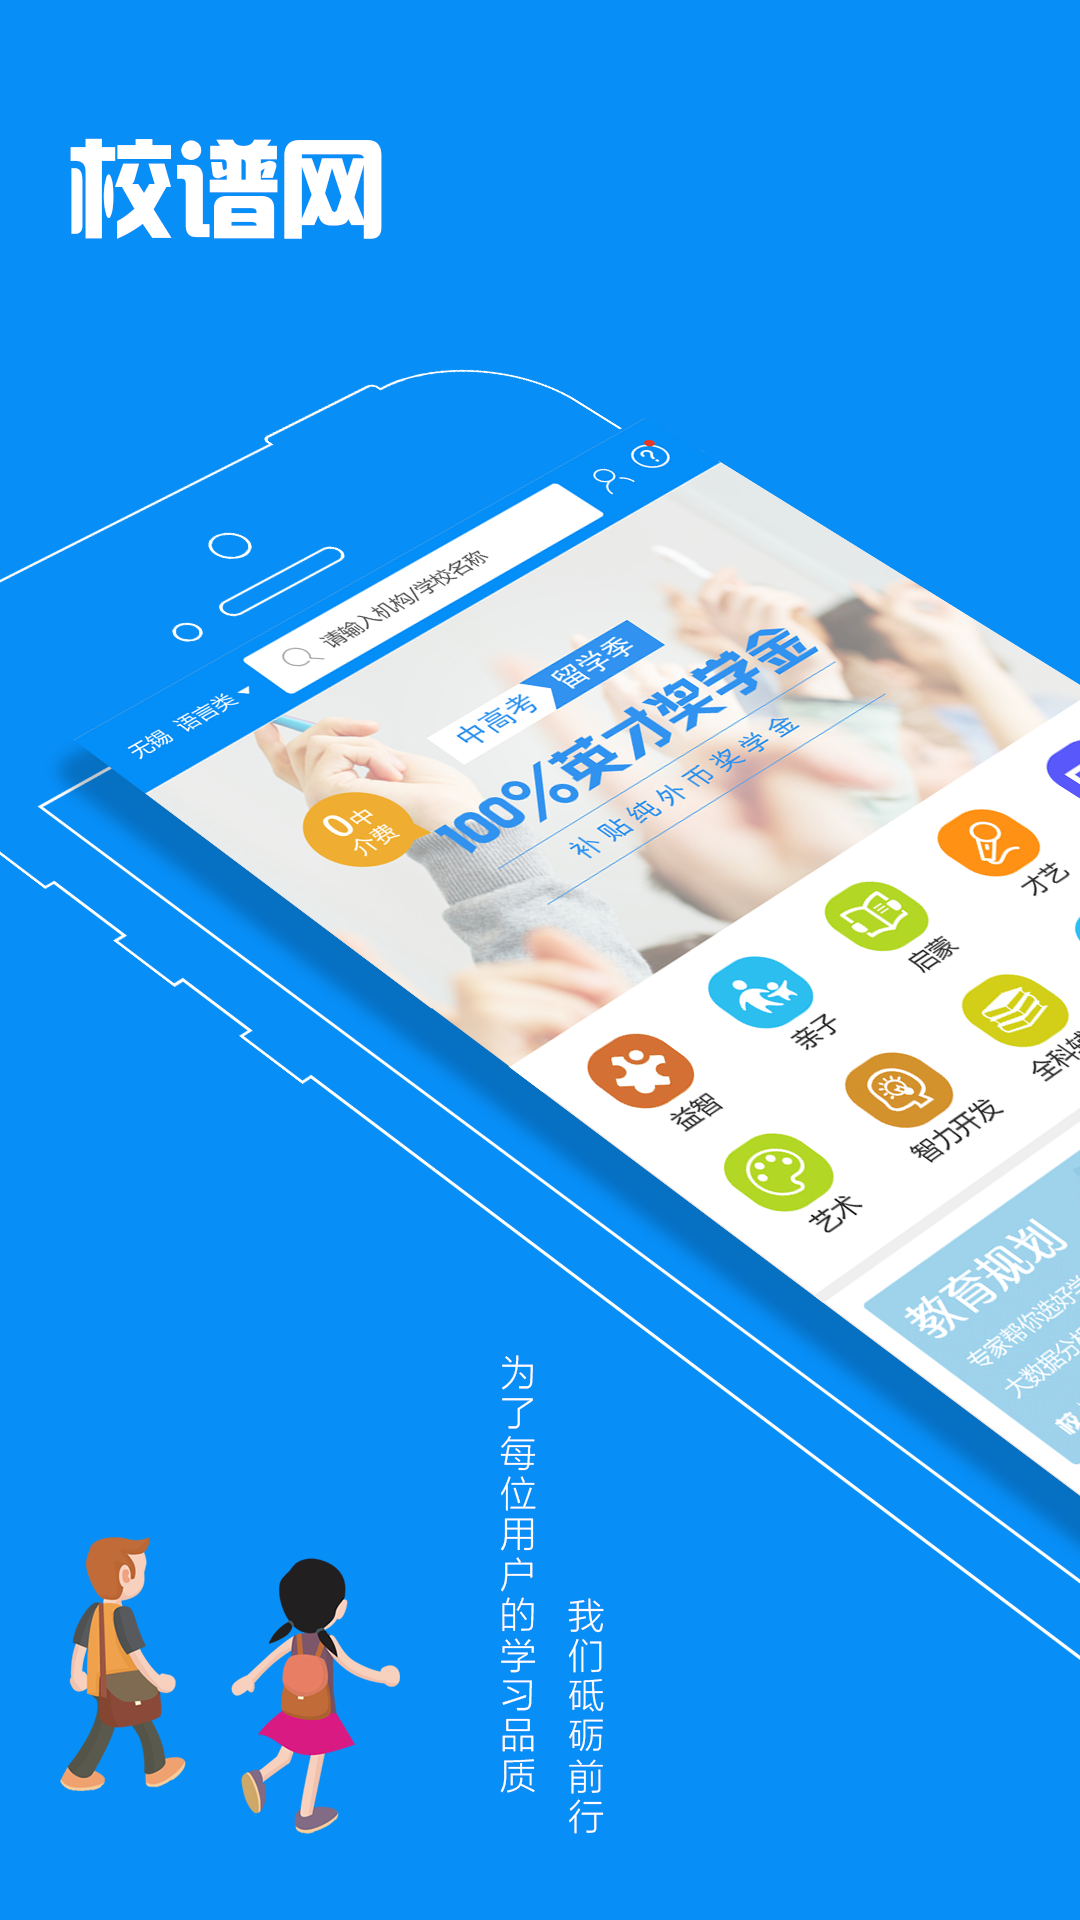 校谱网
请输入机构/学校名称
无锡 语言类
中高考 留学季
100%英才奖学金
补贴纯外币奖学金
0中
介费
才艺
启蒙
亲子
益智
全科
智力开发
艺术
教育规划
专家帮你选好学
大数据分
校
为了每位用户的学习品质
我们砥砺前行